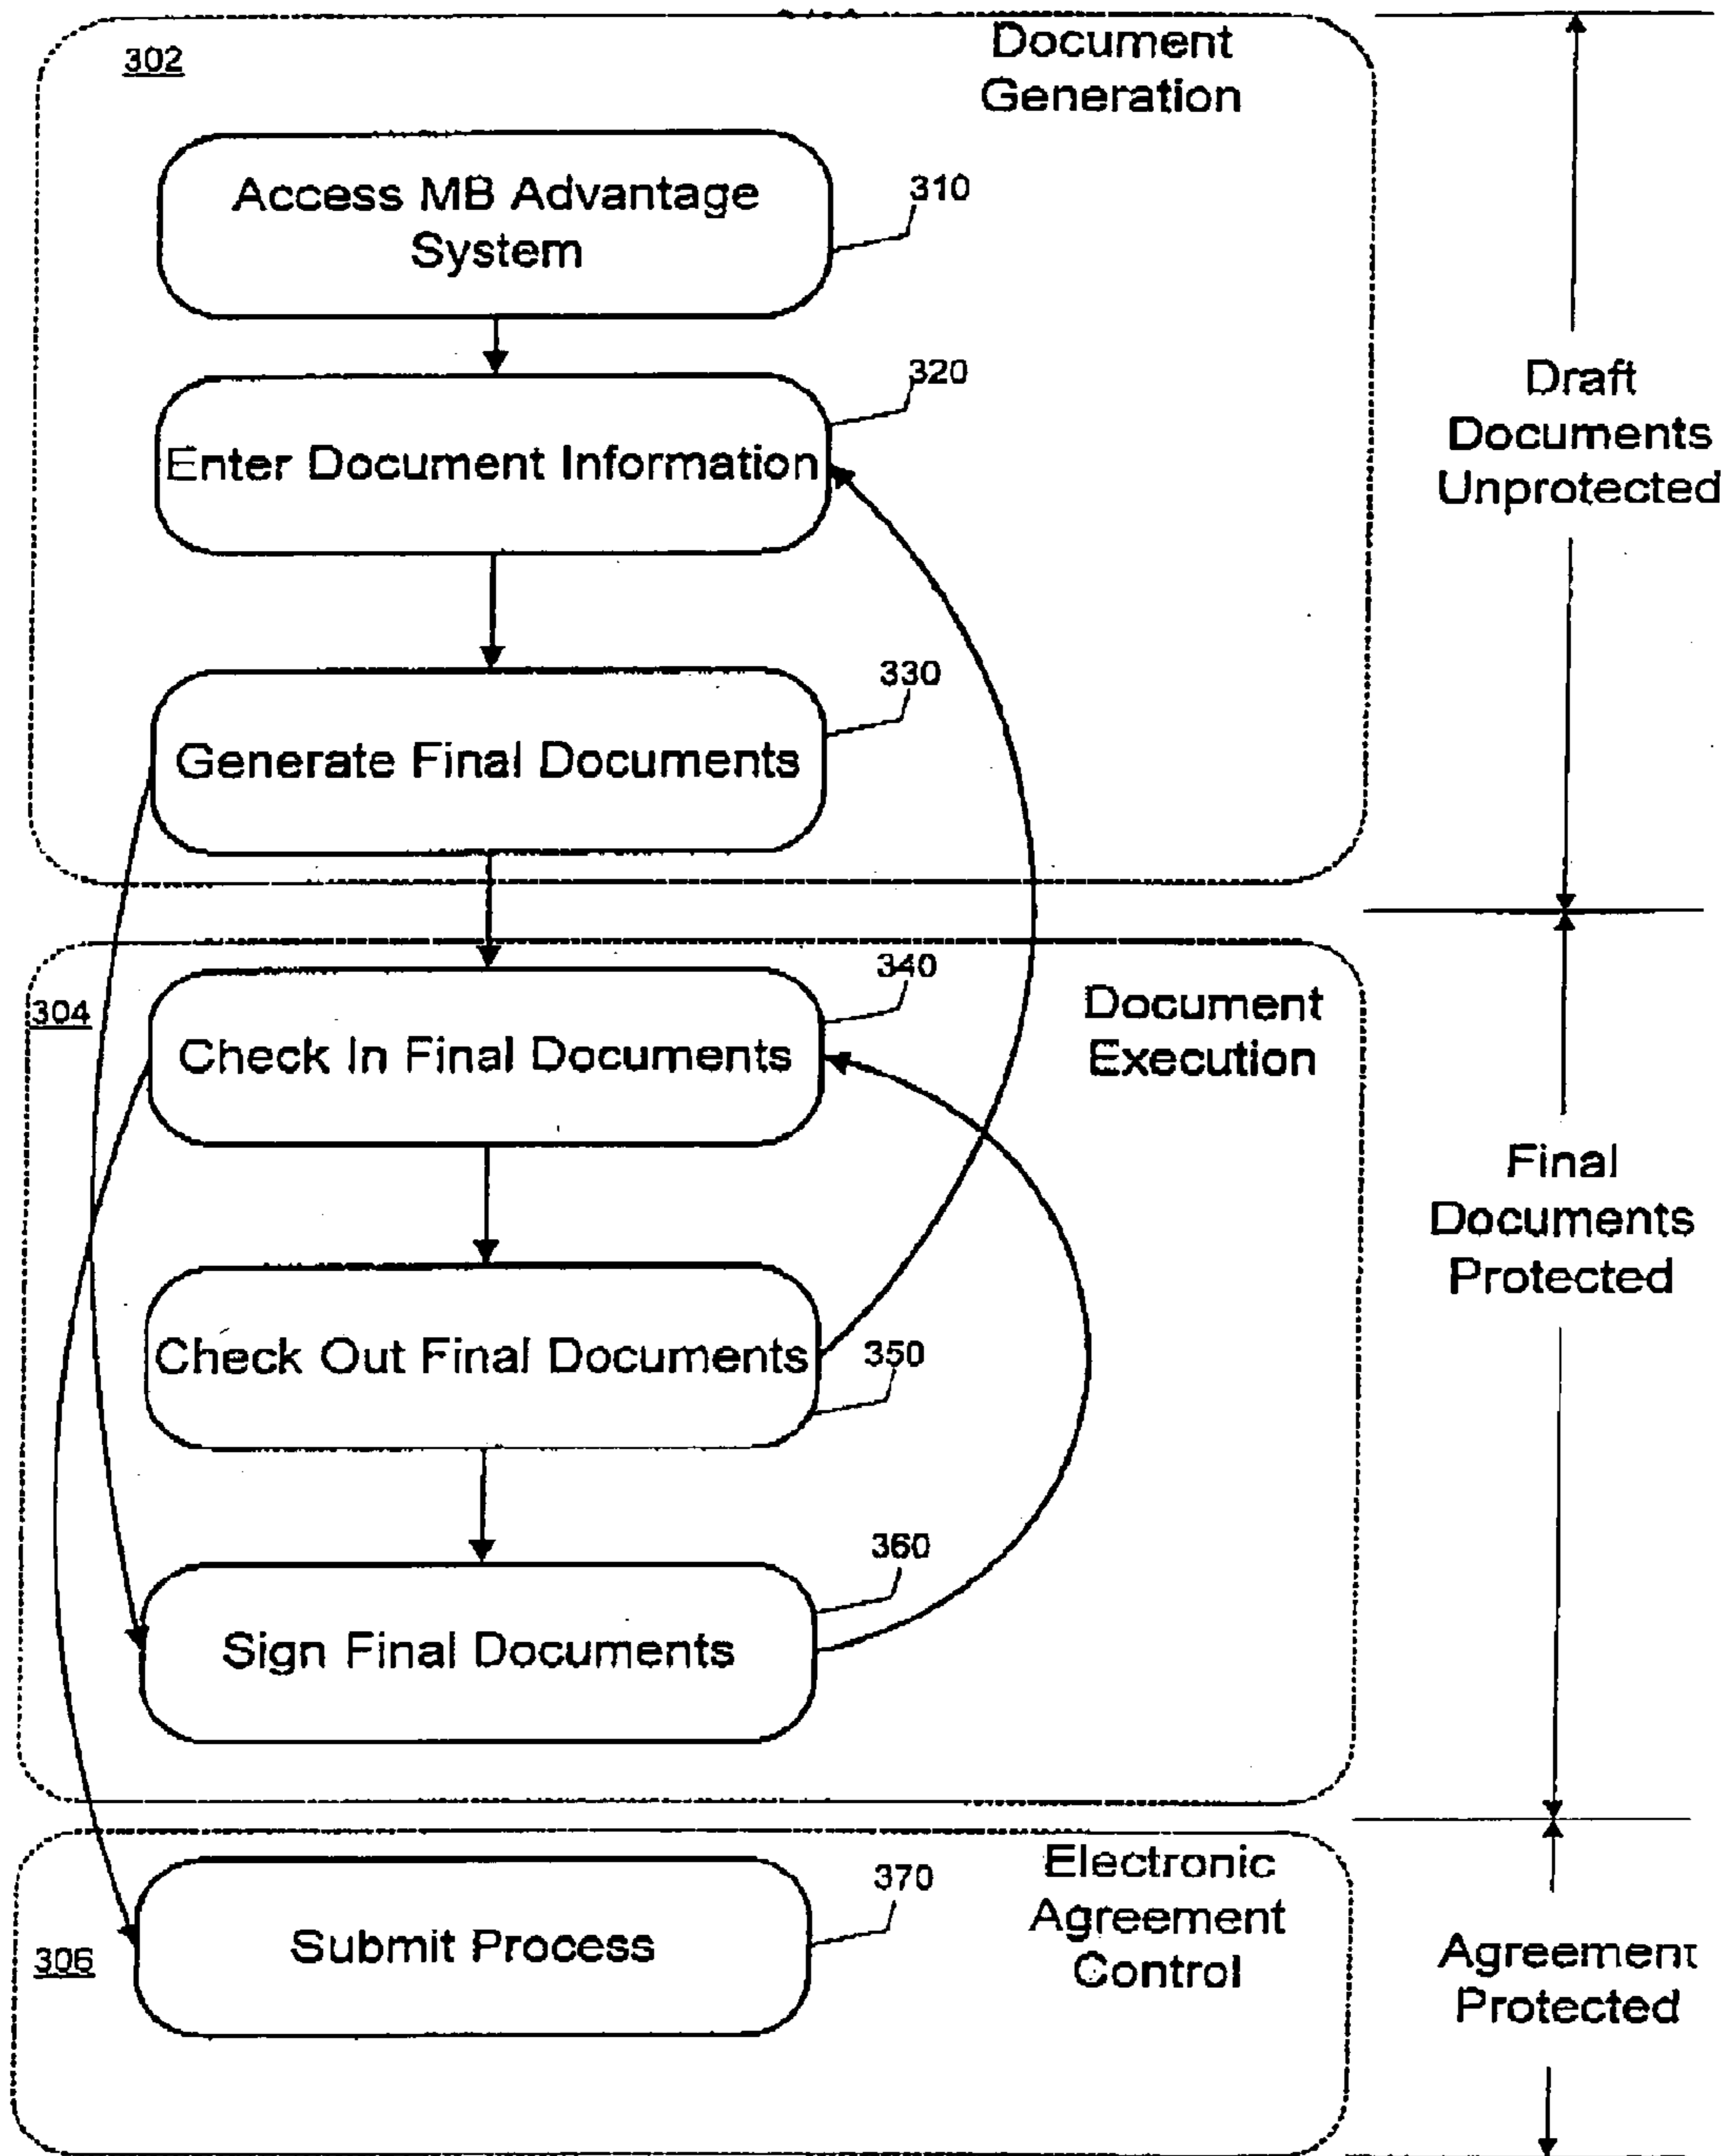 302
Document
Generation
Access MB Advantage
System
310
Enter Document Information
320
Generate Final Documents
330
Draft
Documents
Unprotected
304
Document
Execution
Check In Final Documents
340
Check Out Final Documents
350
Sign Final Documents
360
Final
Documents
Protected
306
Electronic
Agreement
Control
Submit Process
370
Agreement
Protected